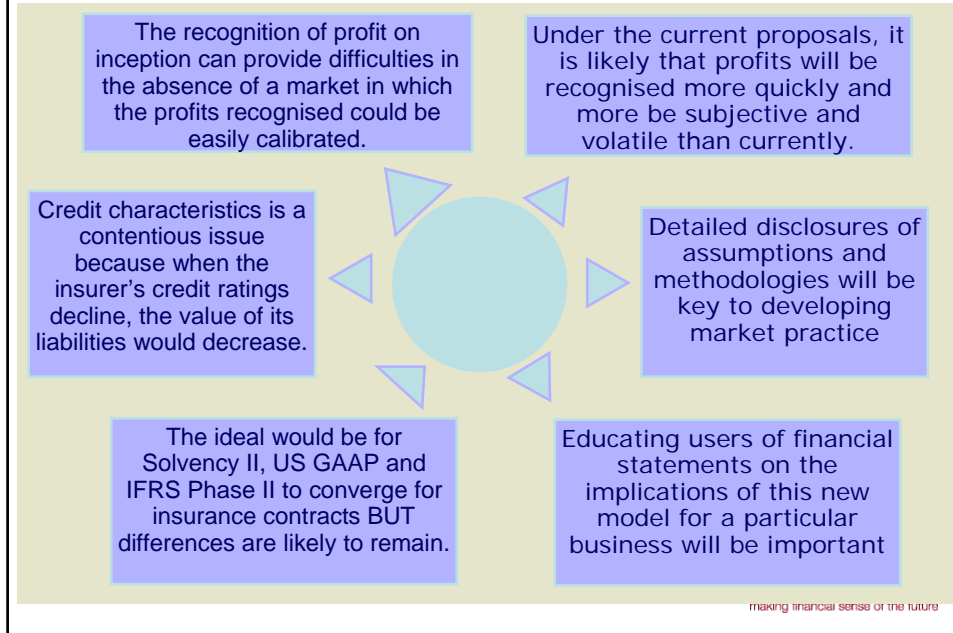 The recognition of profit on
inception can provide difficulties in
the absence of a market in which
the profits recognised could be
easily calibrated.
Under the current proposals, it
is likely that profits will be
recognised more quickly and
more be subjective and
volatile than currently.
Credit characteristics is a
contentious issue
because when the
insurer's credit ratings
decline, the value of its
liabilities would decrease.
Detailed disclosures of
assumptions and
methodologies will be
key to developing
market practice
The ideal would be for
Solvency II, US GAAP and
IFRS Phase II to converge for
insurance contracts BUT
differences are likely to remain.
Educating users of financial
statements on the
implications of this new
model for a particular
business will be important
making financial sense of the future